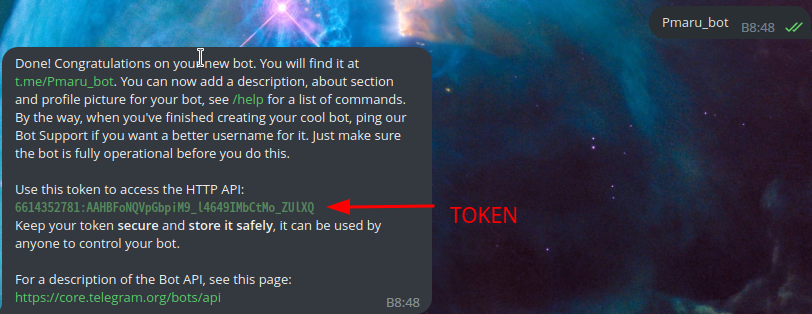 Pmaru_bot B8:48
Done! Congratulations on your new bot. You will find it at
t.me/Pmaru_bot. You can now add a description, about section
and profile picture for your bot, see /help for a list of commands.
By the way, when you've finished creating your cool bot, ping our
Bot Support if you want a better username for it. Just make sure
the bot is fully operational before you do this.
Use this token to access the HTTP API:
6614352781:AAHBFoNQVpGbpiM9_l4649IMbCtMo_ZUlXQ
TOKEN
Keep your token secure and store it safely, it can be used by
anyone to control your bot.
For a description of the Bot API, see this page:
https://core.telegram.org/bots/api
B8:48